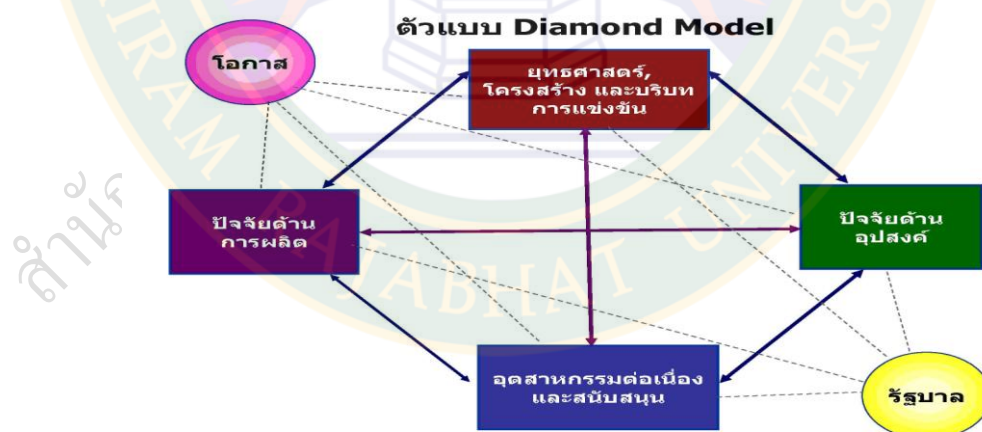 ตัวแบบ Diamond Model
โอกาส
ยุทธศาสตร์,
โครงสร้าง และบริบท
การแข่งขัน
ปัจจัยด้าน
การผลิต
ปัจจัยด้าน
อุปสงค์
อุตสาหกรรมต่อเนื่อง
และสนับสนุน
รัฐบาล
RAJABHAT